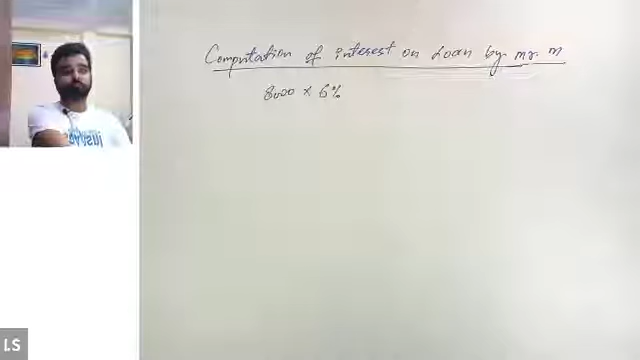 Computation of interest on Loan by mr. m
8000 × 6%
I.S